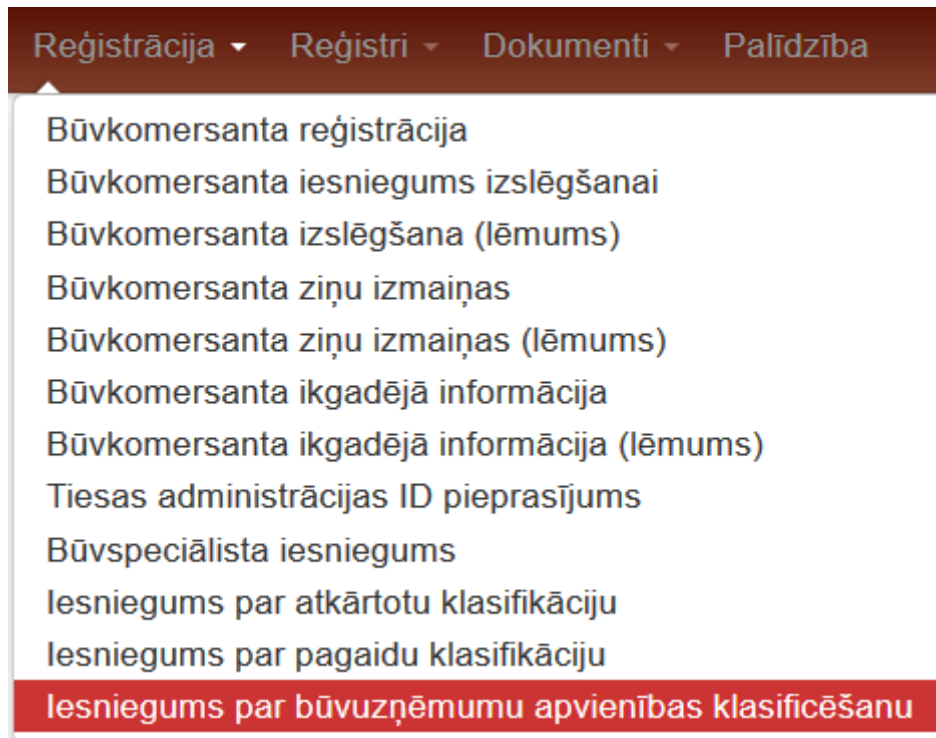 Reģistrācija Reģistri Dokumenti Palīdzība
Būvkomersanta reģistrācija
Būvkomersanta iesniegums izslēgšanai
Būvkomersanta izslēgšana (lēmums)
Būvkomersanta ziņu izmaiņas
Būvkomersanta ziņu izmaiņas (lēmums)
Būvkomersanta ikgadējā informācija
Būvkomersanta ikgadējā informācija (lēmums)
Tiesas administrācijas ID pieprasījums
Būvspeciālista iesniegums
Iesniegums par atkārtotu klasifikāciju
Iesniegums par pagaidu klasifikāciju
Iesniegums par būvuzņēmumu apvienības klasificēšanu